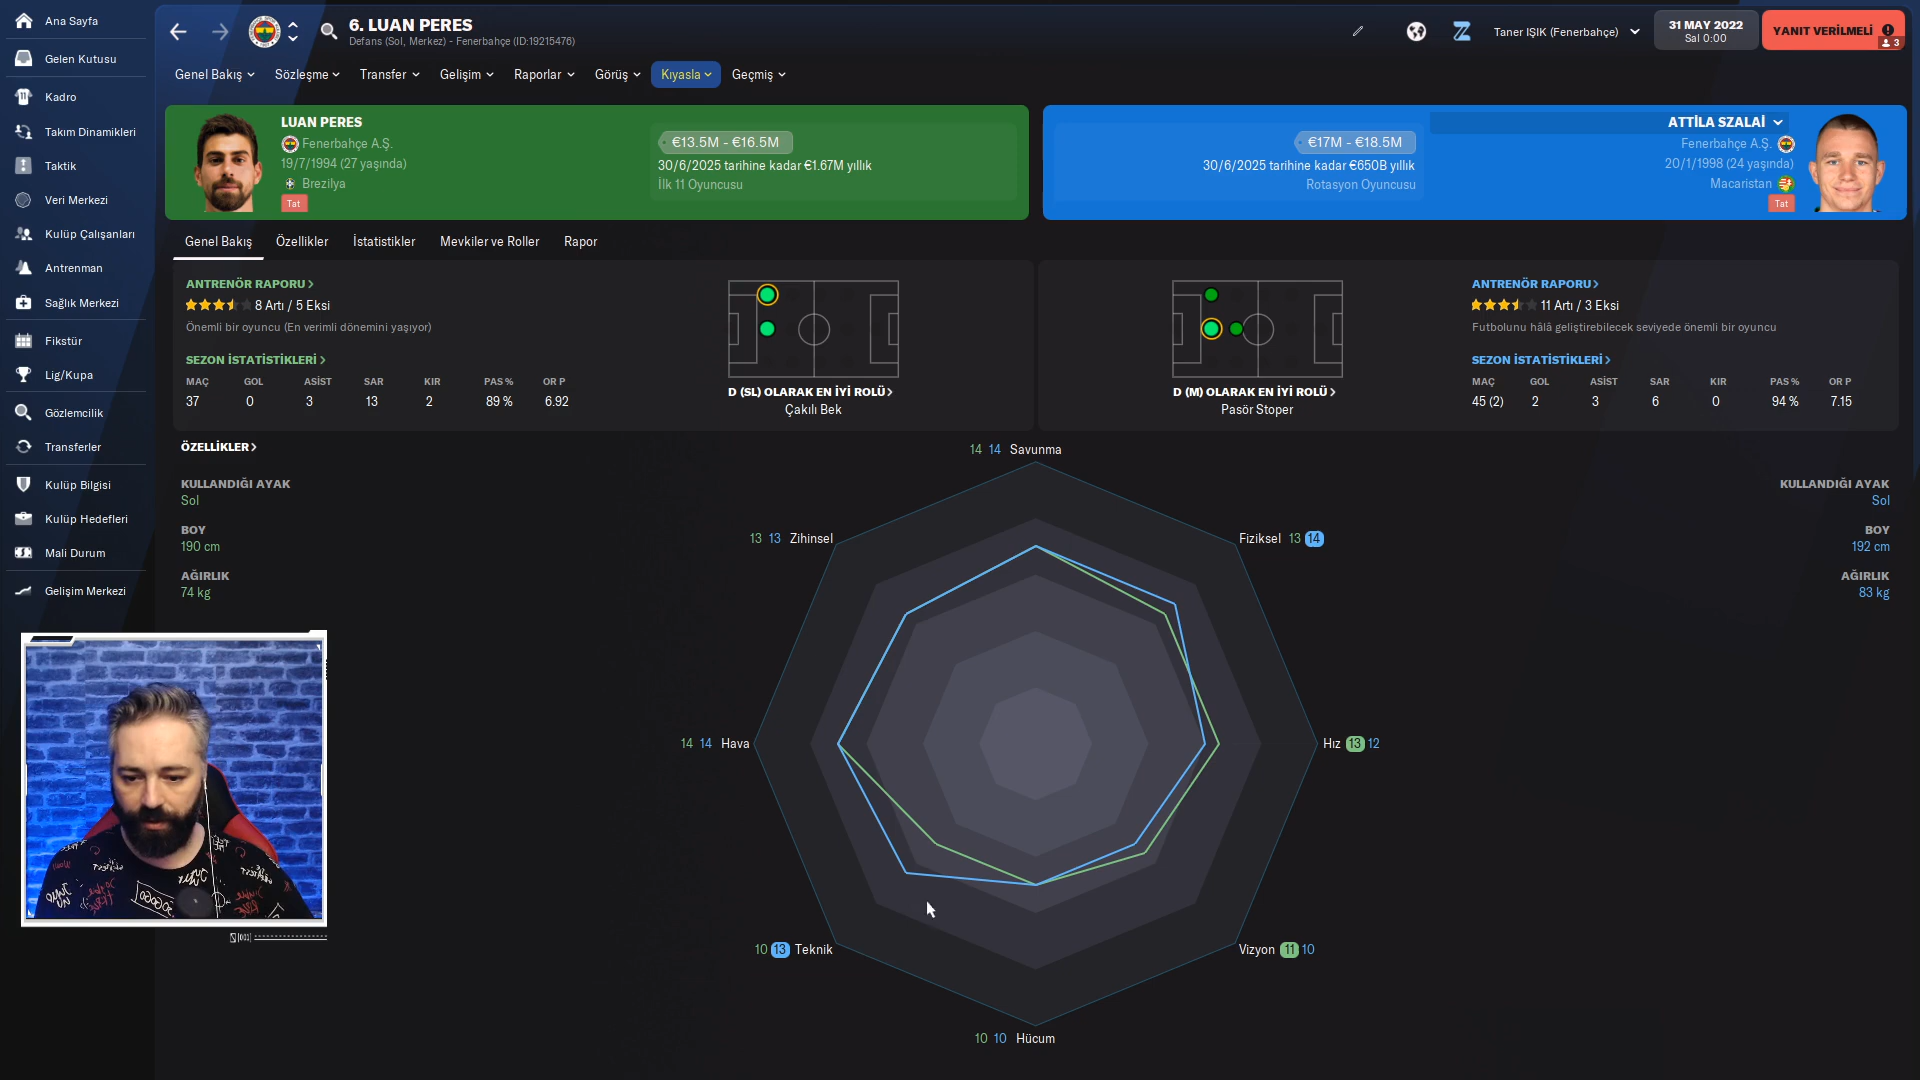 Ana Sayfa
Gelen Kutusu
Kadro
Takım Dinamikleri
Taktik
Veri Merkezi
Kulüp Çalışanları
Antrenman
Sağlık Merkezi
Fikstür
Lig/Kupa
Gözlemcilik
Transferler
Kulüp Bilgisi
Kulüp Hedefleri
Mali Durum
Gelişim Merkezi
6. LUAN PERES
Defans (Sol, Merkez) - Fenerbahçe (ID:19215476)
Taner IŞIK (Fenerbahçe)
31 MAY 2022
Sal 0:00
YANIT VERİLMELİ
3
Genel Bakış Sözleşme Transfer Gelişim Raporlar Görüş Kıyasla Geçmiş
LUAN PERES
Fenerbahçe A.Ş.
19/7/1994 (27 yaşında)
Brezilya
Tat
€13.5M - €16.5M
30/6/2025 tarihine kadar €1.67M yıllık
İlk 11 Oyuncusu
€17M - €18.5M
30/6/2025 tarihine kadar €650B yıllık
Rotasyon Oyuncusu
ATTİLA SZALAİ
Fenerbahçe A.Ş.
20/1/1998 (24 yaşında)
Macaristan
Tat
Genel Bakış Özellikler İstatistikler Mevkiler ve Roller Rapor
ANTRENÖR RAPORU
8 Artı / 5 Eksi
Önemli bir oyuncu (En verimli dönemini yaşıyor)
SEZON İSTATİSTİKLERİ
MAÇ GOL ASİST SAR KIR PAS % OR P
37 0 3 13 2 89 % 6.92
D (SL) OLARAK EN İYİ ROLÜ
Çakılı Bek
D (M) OLARAK EN İYİ ROLÜ
Pasör Stoper
ANTRENÖR RAPORU
11 Artı / 3 Eksi
Futbolunu hâlâ geliştirebilecek seviyede önemli bir oyuncu
SEZON İSTATİSTİKLERİ
MAÇ GOL ASİST SAR KIR PAS % OR P
45 (2) 2 3 6 0 94 % 7.15
ÖZELLİKLER
KULLANDIĞI AYAK
Sol
BOY
190 cm
AĞIRLIK
74 kg
14 14 Savunma
13 13 Zihinsel
Fiziksel 13 14
14 14 Hava
Hız 13 12
10 13 Teknik
Vizyon 11 10
10 10 Hücum
KULLANDIĞI AYAK
Sol
BOY
192 cm
AĞIRLIK
83 kg